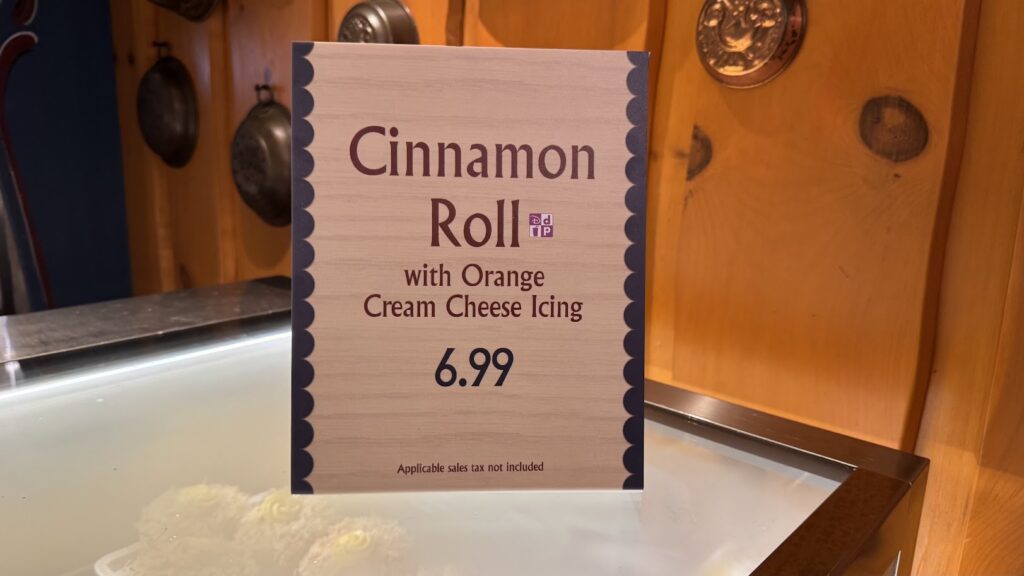 Cinnamon
Roll
with Orange
Cream Cheese Icing
6.99
Applicable sales tax not included